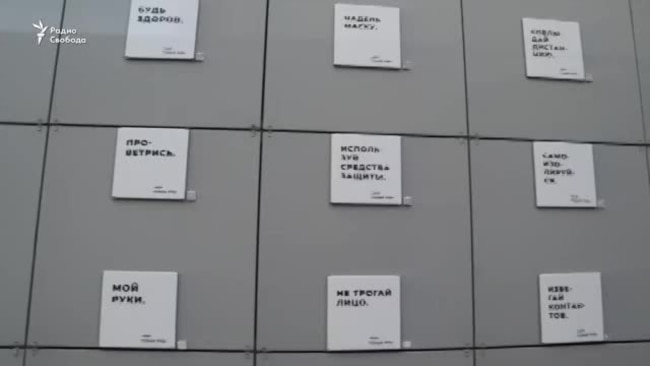 Радио
Свобода
БУДЬ
ЗДОРОВ.
НАДЕНЬ
МАСКУ.
СОБЛЮ
ДАЙ
ДИСТАН
ЦИЮ.
ПРО-
ВЕТРИСЬ.
ИСПОЛЬ
ЗУЙ
СРЕДСТВА
ЗАЩИТЫ.
САМО-
ИЗО-
ЛИРУЙ-
СЯ.
МОЙ
РУКИ.
НЕ ТРОГАЙ
ЛИЦО.
ИЗБЕ-
ГАЙ
КОНТАК-
ТОВ.